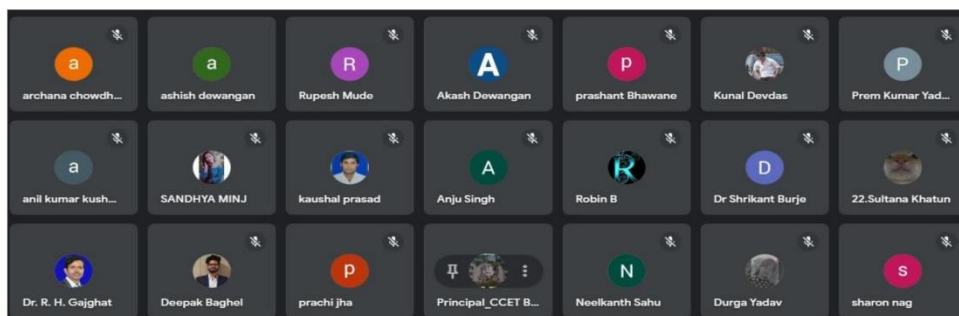 a a R A p P
archana chowdh... ashish dewangan Rupesh Mude Akash Dewangan prashant Bhawane Kunal Devdas Prem Kumar Yad...
a A R D
anil kumar kush... SANDHYA MINJ kaushal prasad Anju Singh Robin B Dr Shrikant Burje 22.Sultana Khatun
p N s
Dr. R. H. Gajghat Deepak Baghel prachi jha Principal_CCET B... Neelkanth Sahu Durga Yadav sharon nag